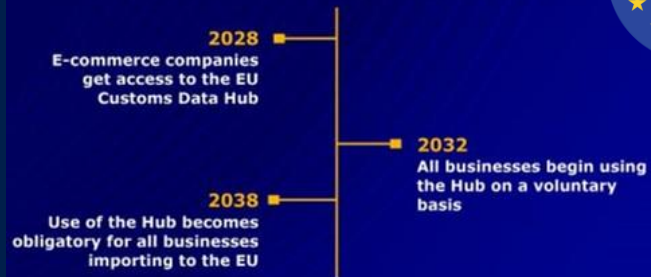 2028
E-commerce companies
get access to the EU
Customs Data Hub
2032
All businesses begin using
the Hub on a voluntary
basis
2038
Use of the Hub becomes
obligatory for all businesses
importing to the EU